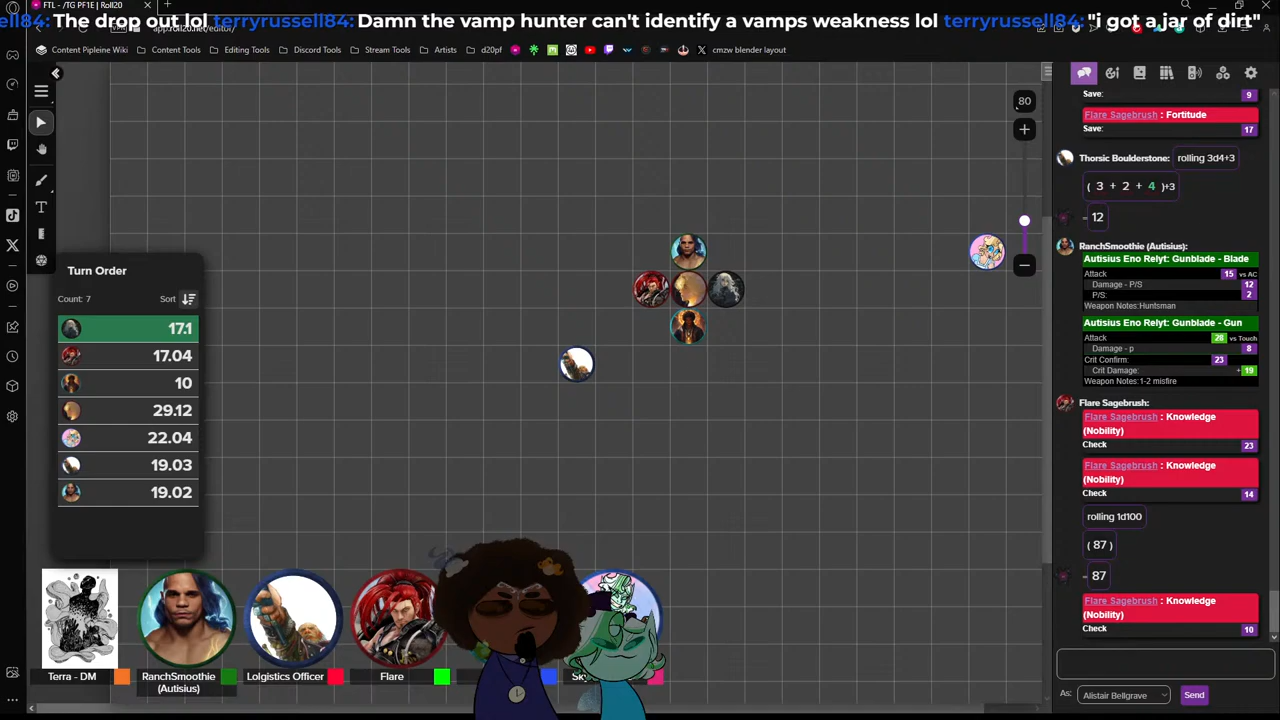 FTL - /TG PF1E | Roll20
ell84: The drop out lol terryrussell84: Damn the vamp hunter can't identify a vamps weakness lol terryrussell84: "i got a jar of dirt"
app.roll20.net/editor/
Content Pipleine Wiki Content Tools Editing Tools Discord Tools Stream Tools Artists d20pf cmzw blender layout
80
Turn Order
Count: 7 Sort
17.1
17.04
10
29.12
22.04
19.03
19.02
Terra - DM
RanchSmoothie (Autisius)
Lolgistics Officer
Flare
Save: 9
Flare Sagebrush : Fortitude
Save: 17
Thorsic Boulderstone: rolling 3d4+3
( 3 + 2 + 4 )+3
= 12
RanchSmoothie (Autisius):
Autisius Eno Relyt: Gunblade - Blade
Attack 15 vs AC
Damage - P/S 12
P/S: 2
Weapon Notes:Huntsman
Autisius Eno Relyt: Gunblade - Gun
Attack 28 vs Touch
Damage - p 8
Crit Confirm: 23
Crit Damage: + 19
Weapon Notes:1-2 misfire
Flare Sagebrush:
Flare Sagebrush : Knowledge
(Nobility)
Check 23
Flare Sagebrush : Knowledge
(Nobility)
Check 14
rolling 1d100
( 87 )
= 87
Flare Sagebrush : Knowledge
(Nobility)
Check 10
As: Alistair Bellgrave Send